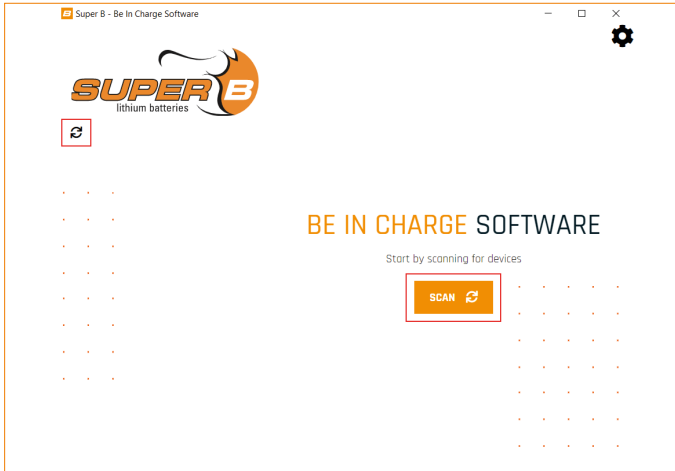 Super B - Be In Charge Software
SUPER B
lithium batteries
BE IN CHARGE SOFTWARE
Start by scanning for devices
SCAN